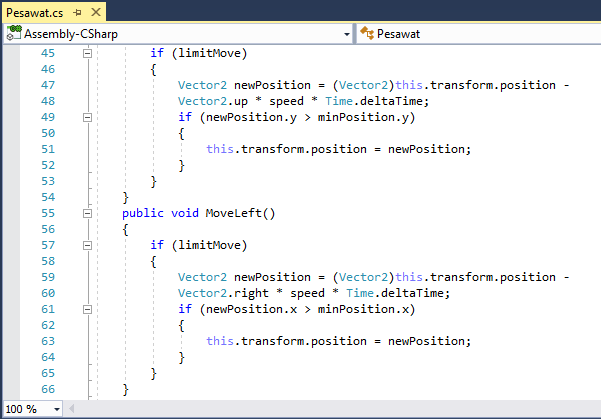 Pesawat.cs
Assembly-CSharp Pesawat
45 if (limitMove)
46 {
47 Vector2 newPosition = (Vector2)this.transform.position -
48 Vector2.up * speed * Time.deltaTime;
49 if (newPosition.y > minPosition.y)
50 {
51 this.transform.position = newPosition;
52 }
53 }
54 }
55 public void MoveLeft()
56 {
57 if (limitMove)
58 {
59 Vector2 newPosition = (Vector2)this.transform.position -
60 Vector2.right * speed * Time.deltaTime;
61 if (newPosition.x > minPosition.x)
62 {
63 this.transform.position = newPosition;
64 }
65 }
66 }
100 %